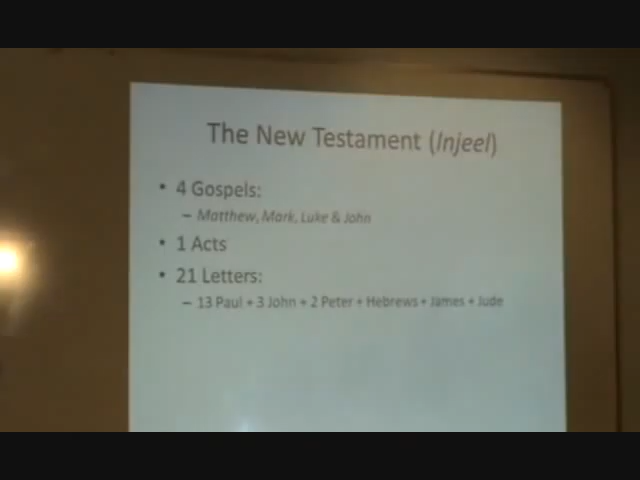 The New Testament (Injeel)
• 4 Gospels:
– Matthew, Mark, Luke & John
• 1 Acts
• 21 Letters:
– 13 Paul + 3 John + 2 Peter + Hebrews + James + Jude